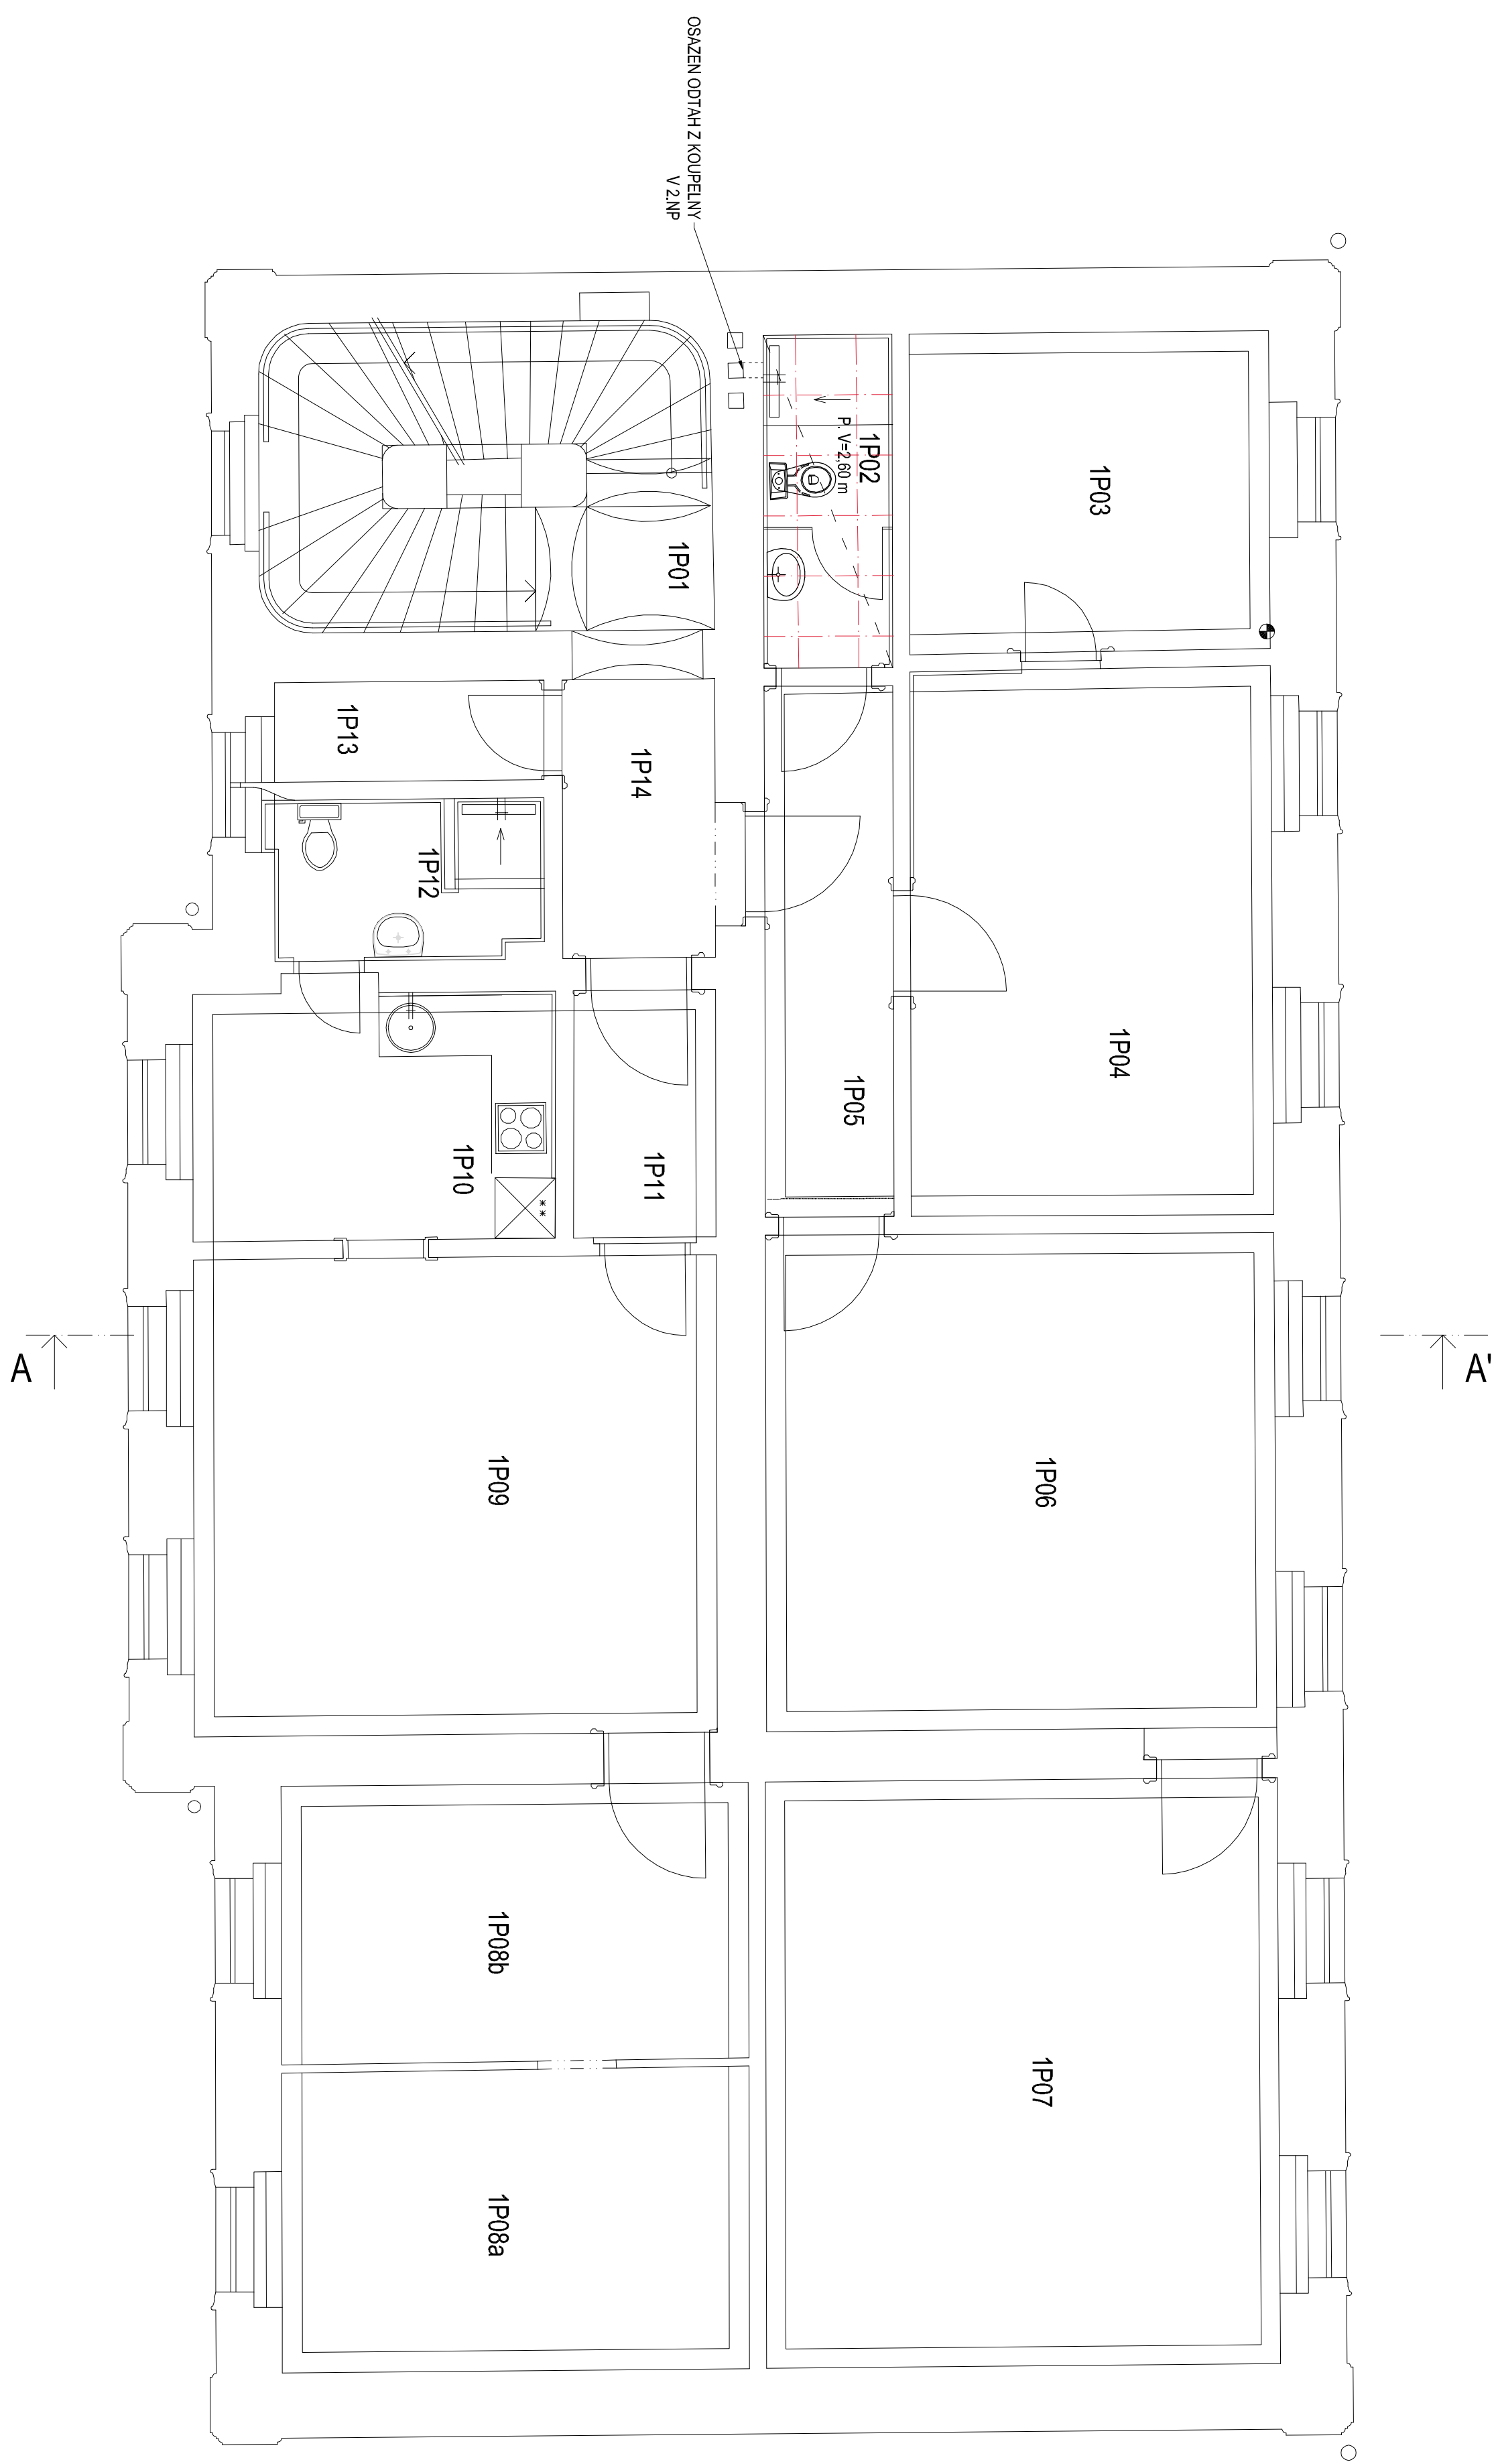 OSAZEN ODTAH Z KOUPELNY
V 2.NP
1P01
1P02
P. V=2,60 m
1P03
1P13
1P14
1P12
1P04
1P05
1P10
1P11
A
A'
1P09
1P06
1P08b
1P07
1P08a